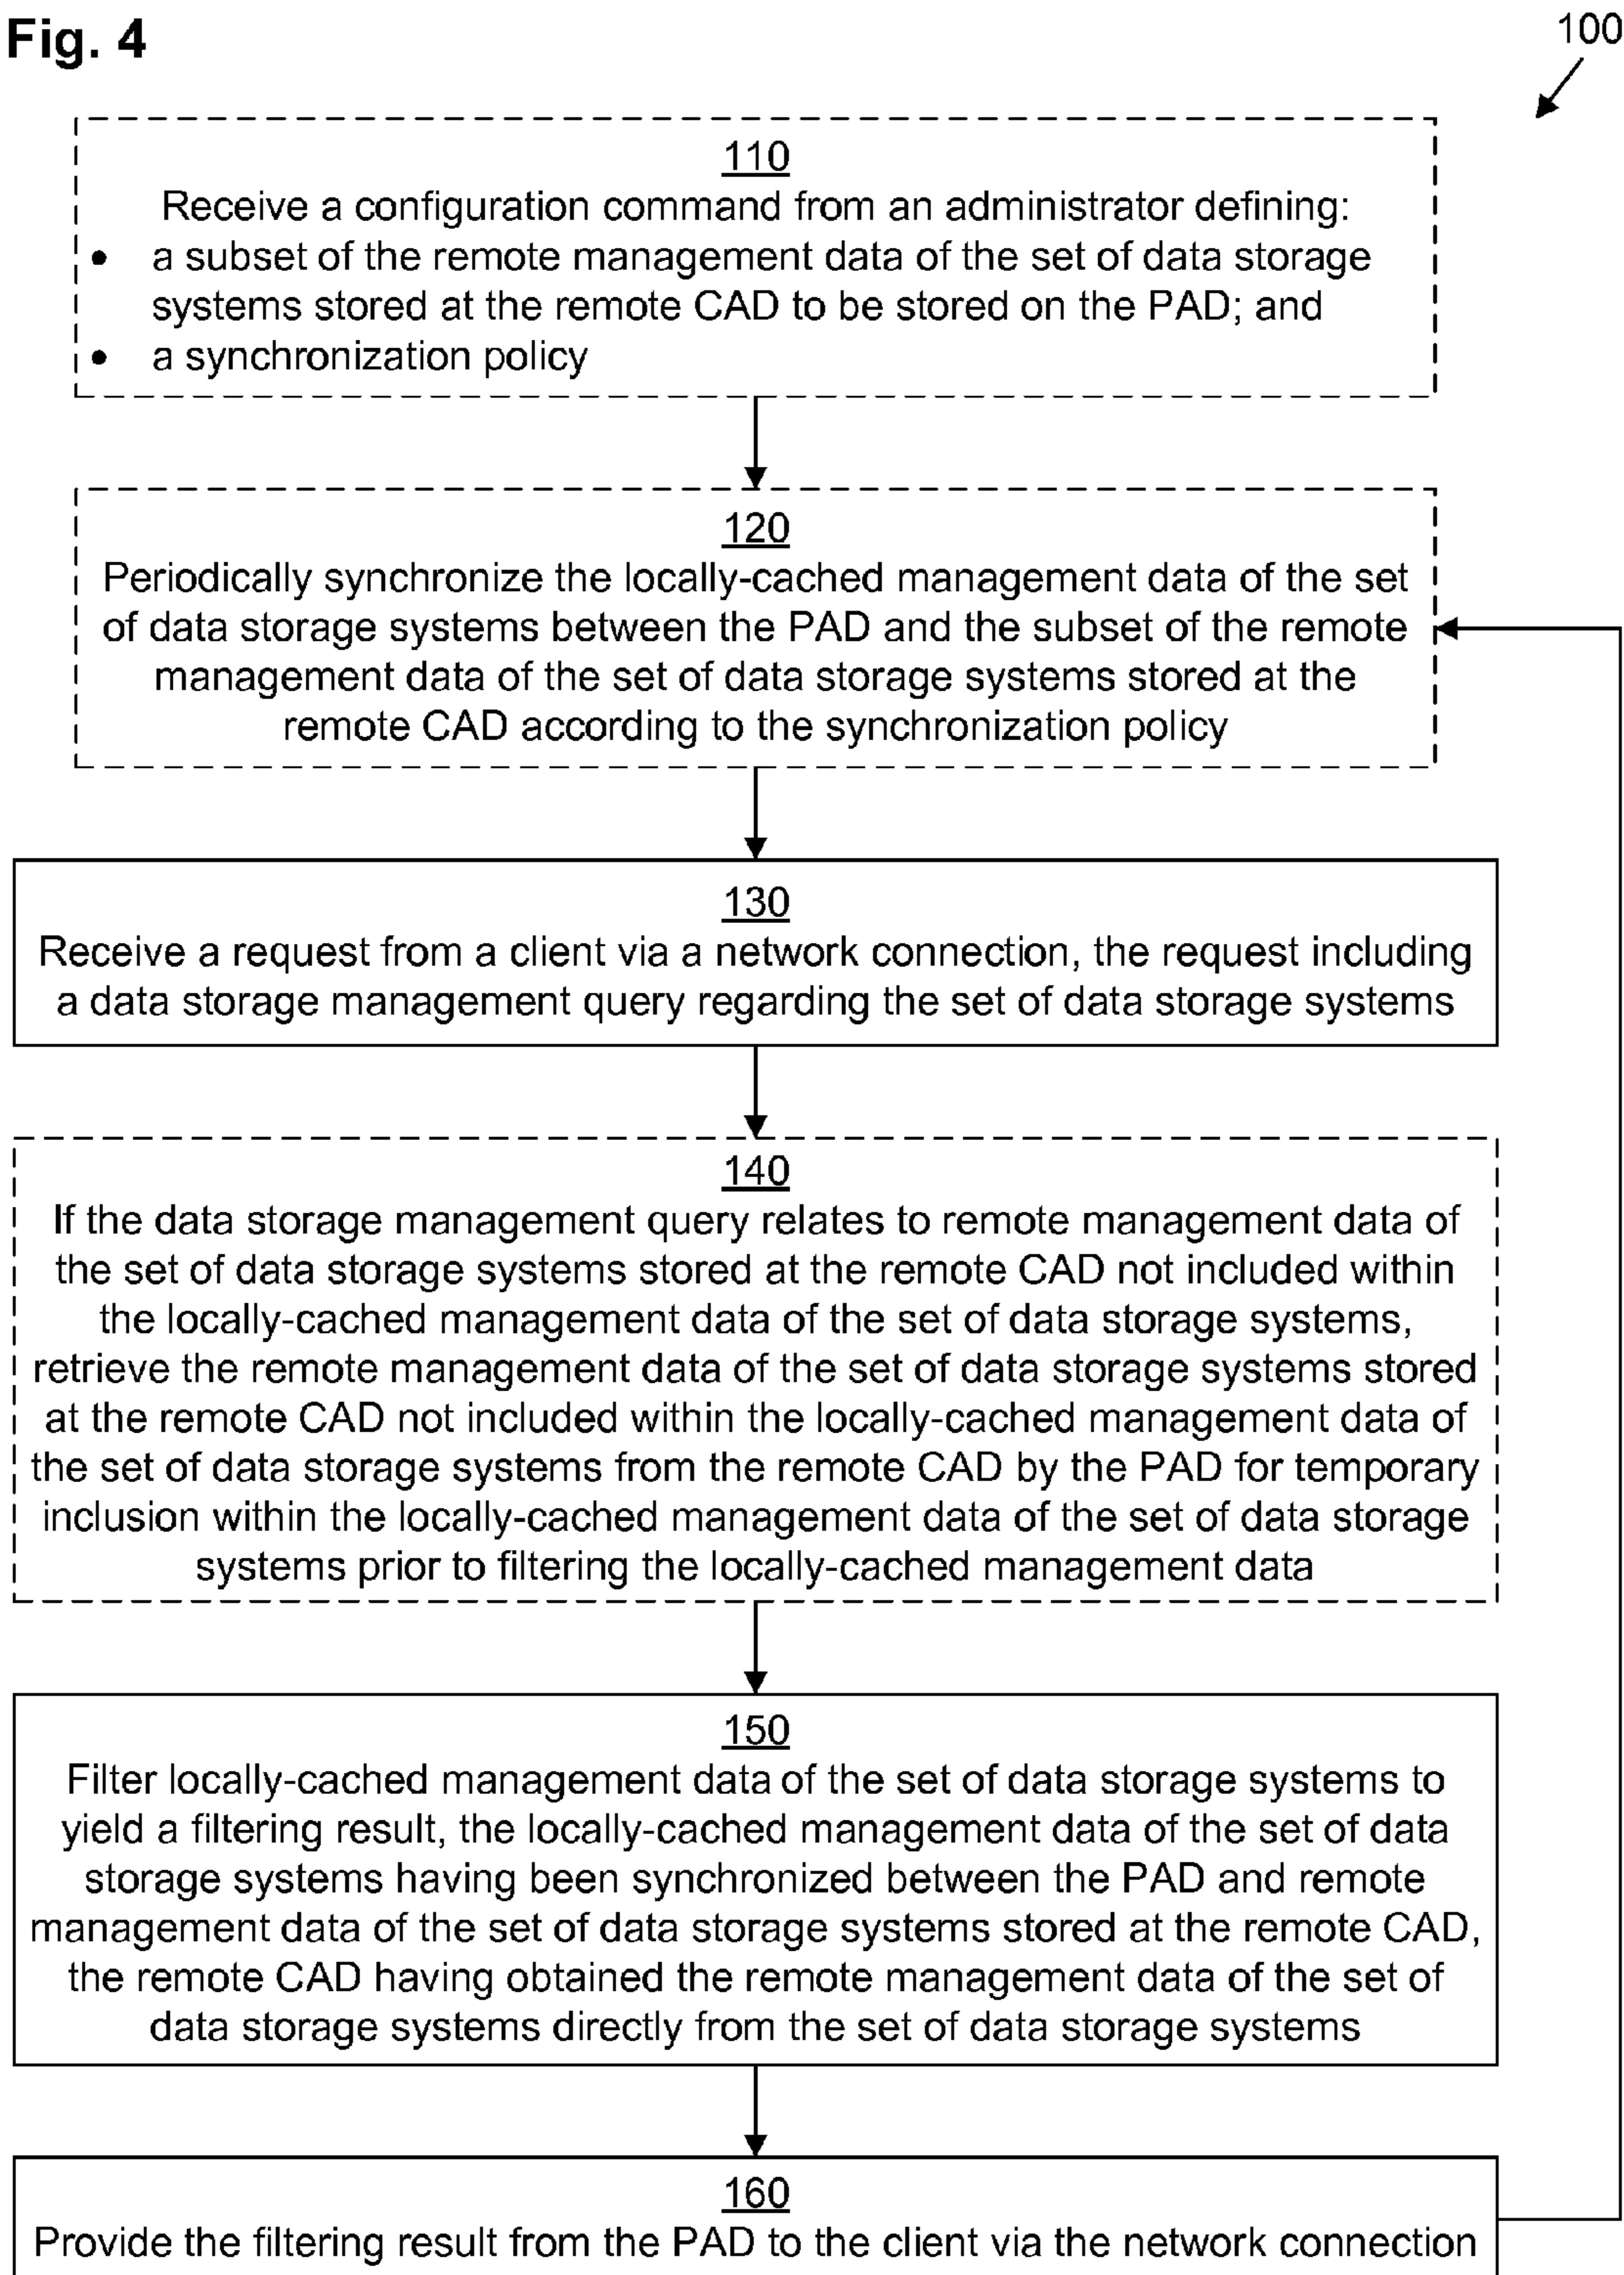 Fig. 4
100
110
Receive a configuration command from an administrator defining:
• a subset of the remote management data of the set of data storage
systems stored at the remote CAD to be stored on the PAD; and
• a synchronization policy
120
Periodically synchronize the locally-cached management data of the set
of data storage systems between the PAD and the subset of the remote
management data of the set of data storage systems stored at the
remote CAD according to the synchronization policy
130
Receive a request from a client via a network connection, the request including
a data storage management query regarding the set of data storage systems
140
If the data storage management query relates to remote management data of
the set of data storage systems stored at the remote CAD not included within
the locally-cached management data of the set of data storage systems,
retrieve the remote management data of the set of data storage systems stored
at the remote CAD not included within the locally-cached management data of
the set of data storage systems from the remote CAD by the PAD for temporary
inclusion within the locally-cached management data of the set of data storage
systems prior to filtering the locally-cached management data
150
Filter locally-cached management data of the set of data storage systems to
yield a filtering result, the locally-cached management data of the set of data
storage systems having been synchronized between the PAD and remote
management data of the set of data storage systems stored at the remote CAD,
the remote CAD having obtained the remote management data of the set of
data storage systems directly from the set of data storage systems
160
Provide the filtering result from the PAD to the client via the network connection